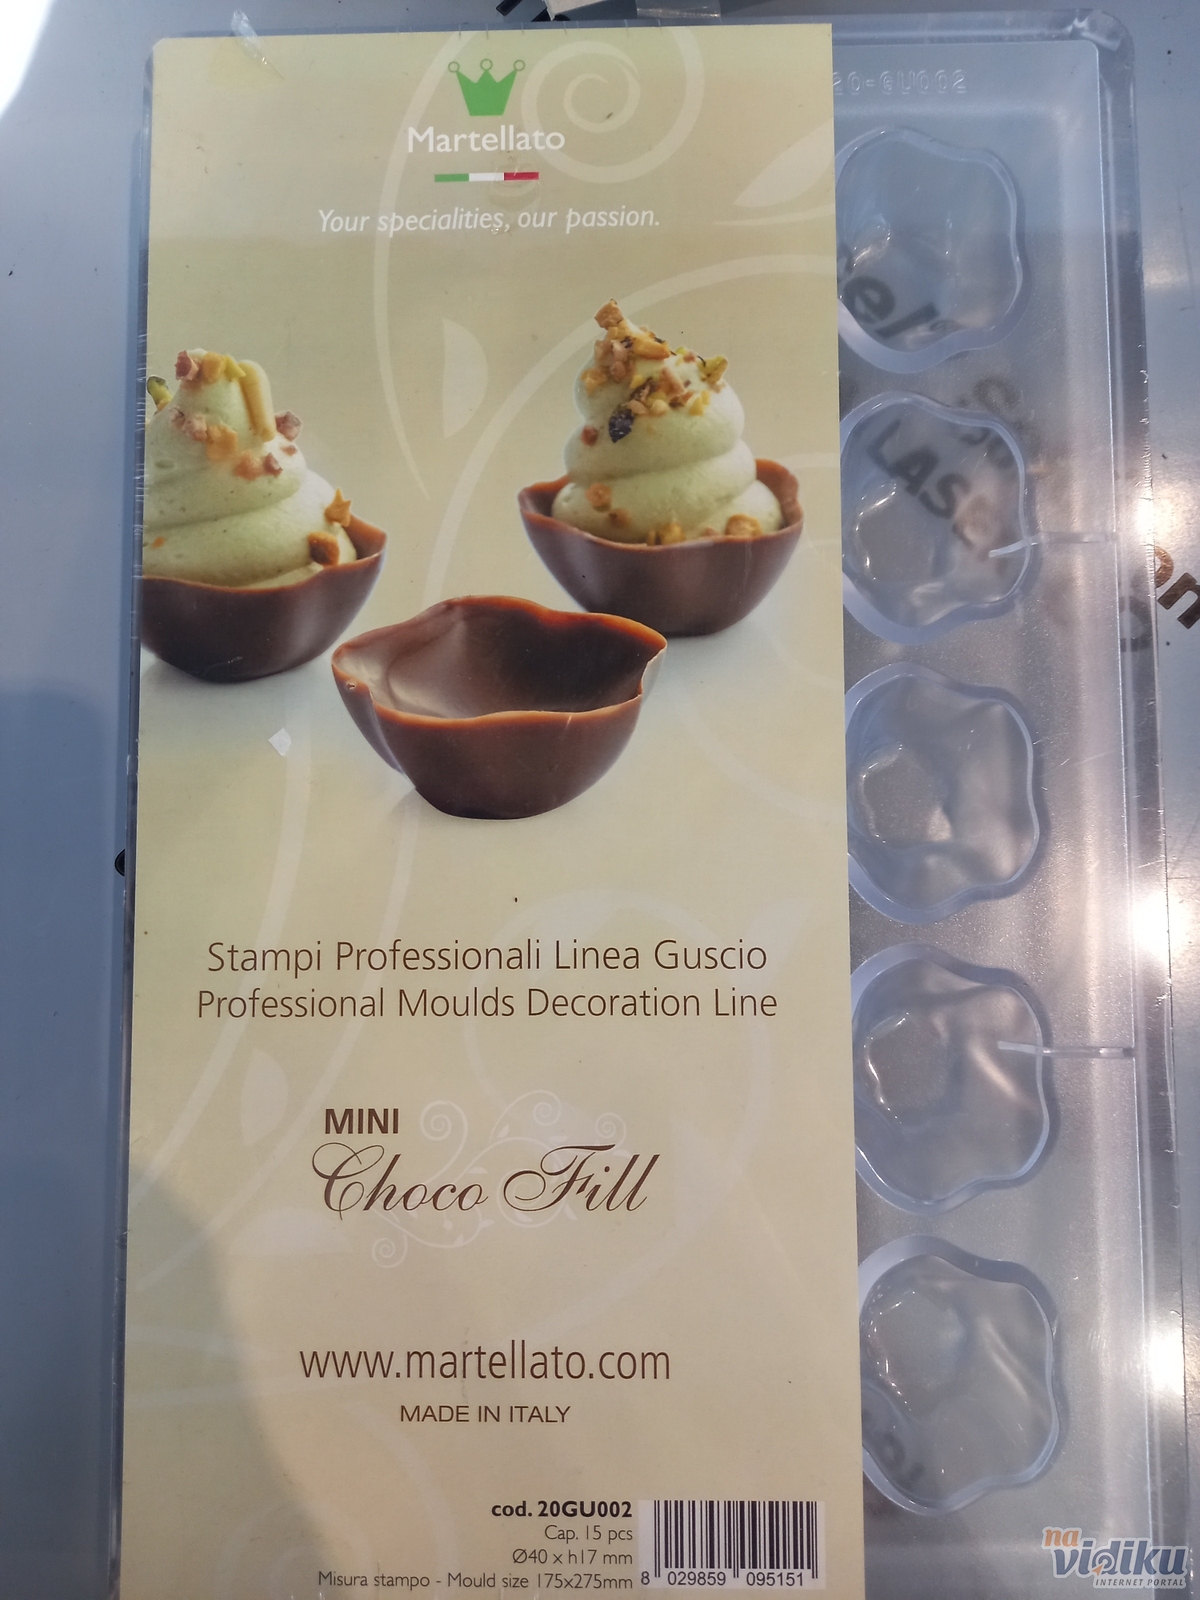 Martellato
Your specialities, our passion.
20-GU002
Stampi Professionali Linea Guscio
Professional Moulds Decoration Line
MINI
Choco Fill
www.martellato.com
MADE IN ITALY
cod. 20GU002
Cap. 15 pcs
Ø40 x h17 mm
Misura stampo - Mould size 175x275mm
8 029859 095151
na
vidiku
INTERNET PORTAL